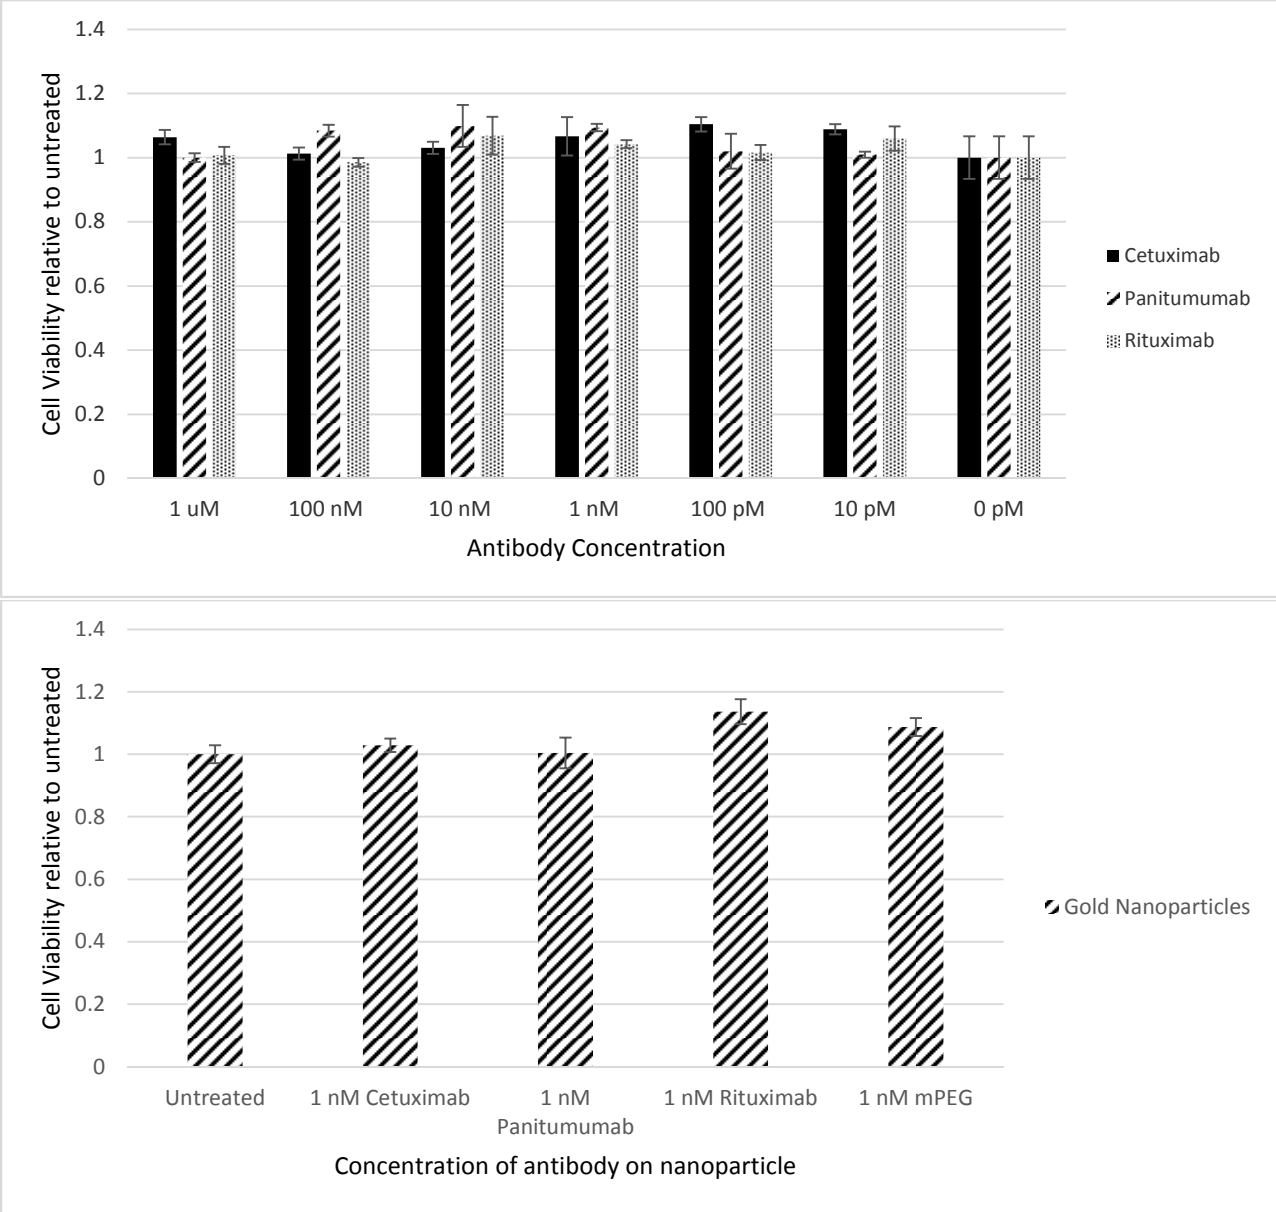 1.4
1.2
1
0.8
0.6
0.4
0.2
0
Cell Viability relative to untreated
1 uM 100 nM 10 nM 1 nM 100 pM 10 pM 0 pM
Antibody Concentration
Cetuximab
Panitumumab
Rituximab
1.4
1.2
1
0.8
0.6
0.4
0.2
0
Cell Viability relative to untreated
Untreated 1 nM Cetuximab 1 nM 1 nM Rituximab 1 nM mPEG
Panitumumab
Concentration of antibody on nanoparticle
Gold Nanoparticles